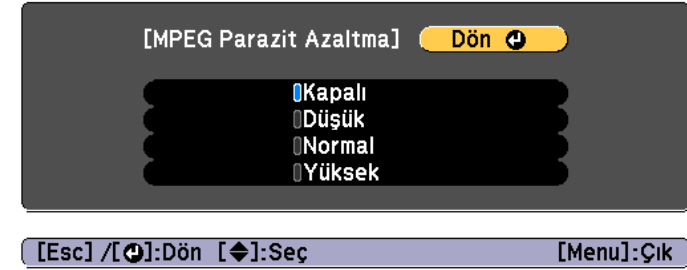 [MPEG Parazit Azaltma] Dön
Kapalı
Düşük
Normal
Yüksek
[Esc] /[⏎]:Dön [◆]:Seç [Menu]:Çık